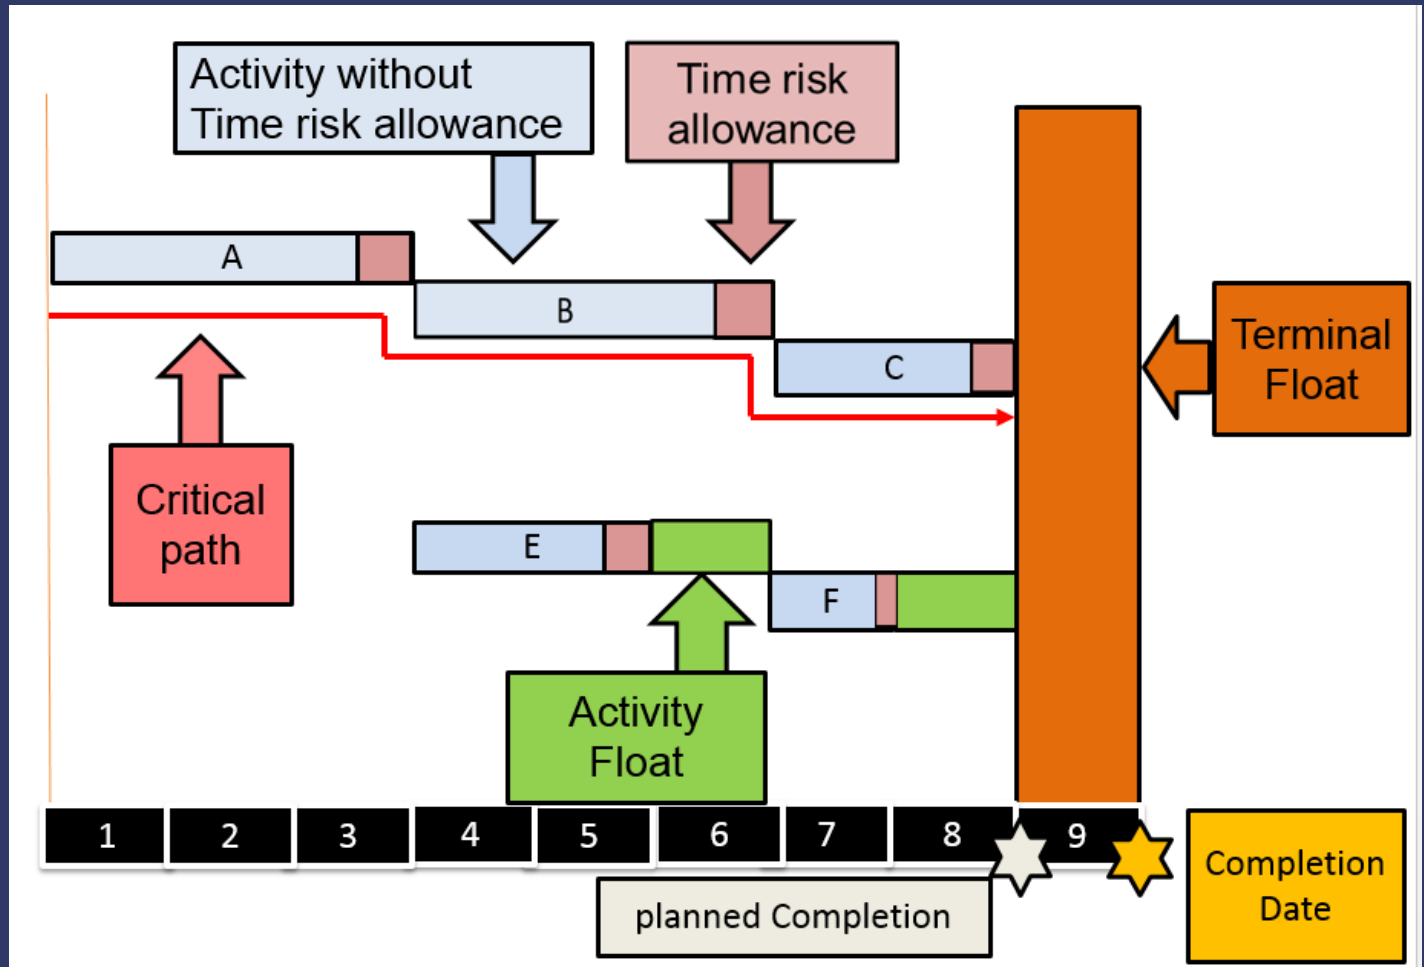 Activity without
Time risk allowance
Time risk
allowance
A
B
C
Terminal
Float
Critical
path
E
F
Activity
Float
1 2 3 4 5 6 7 8 9
planned Completion
Completion
Date